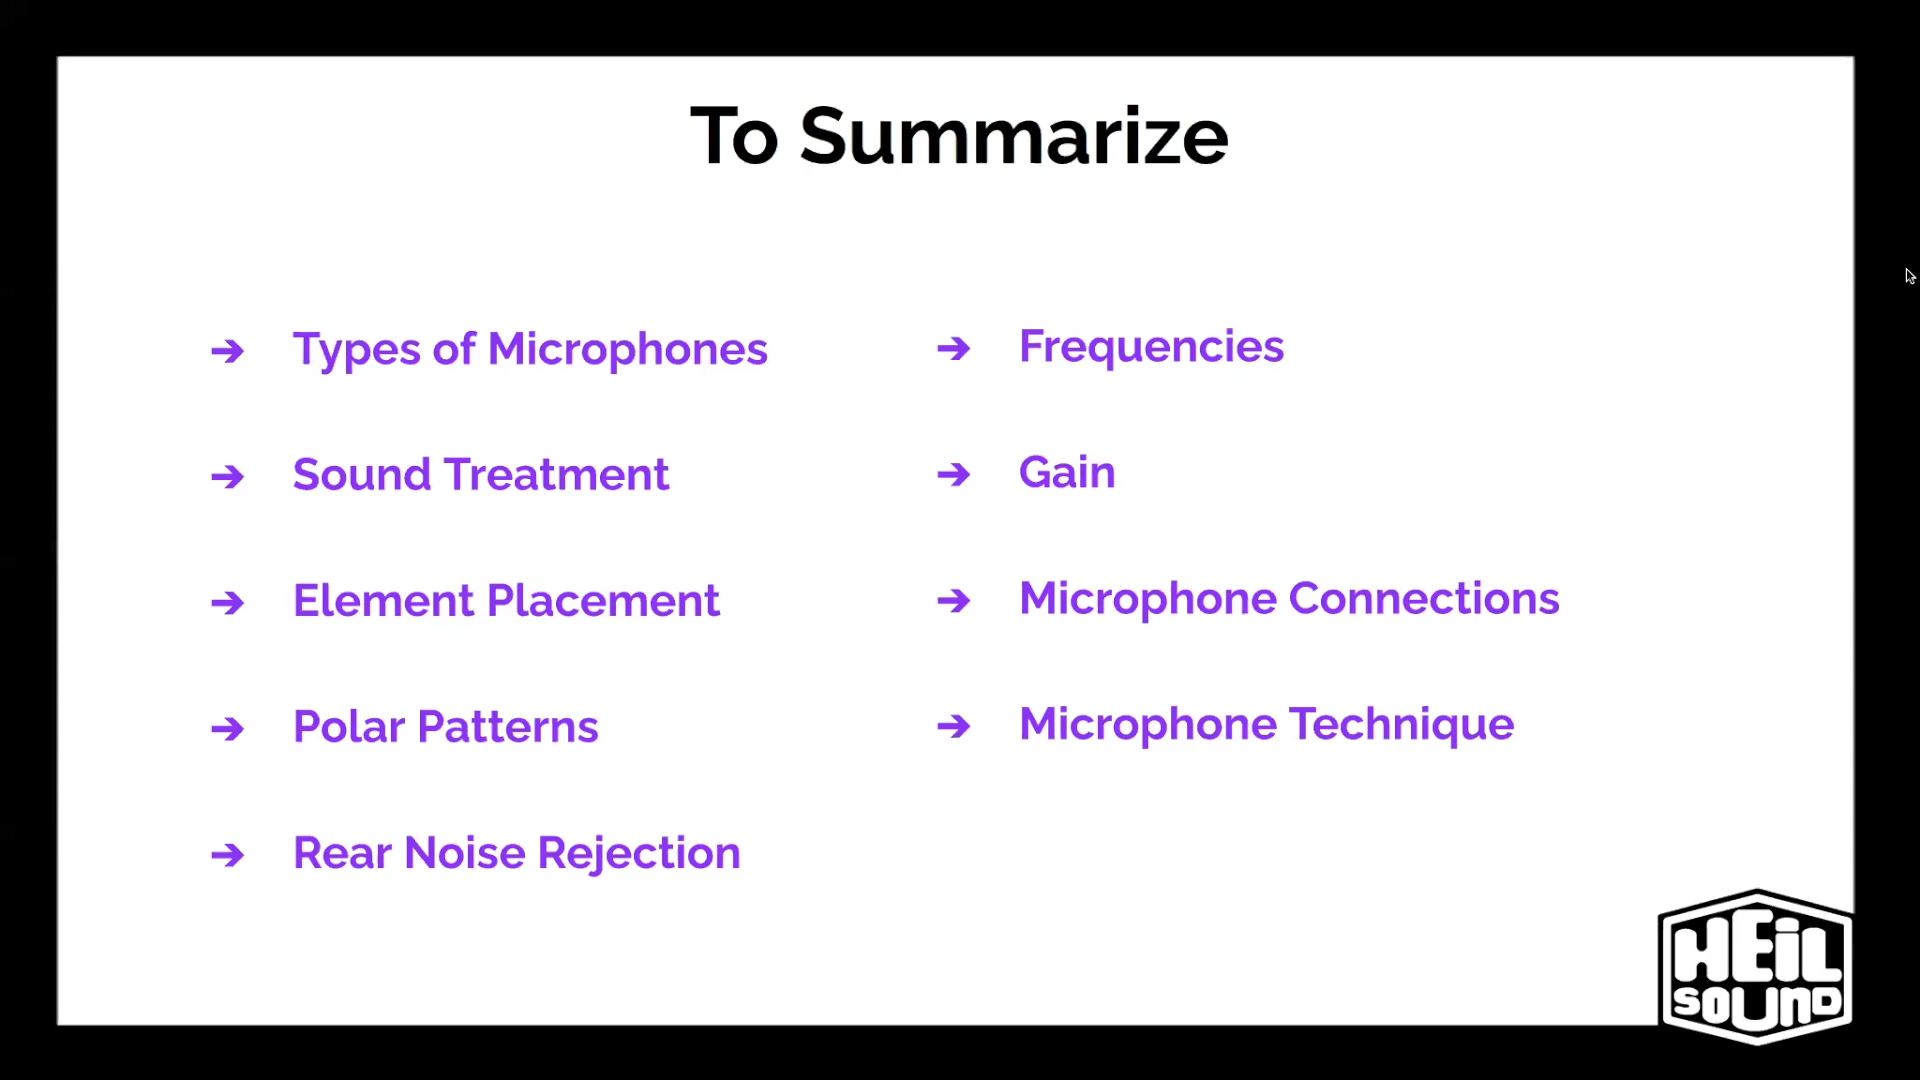 To Summarize
➔ Types of Microphones
➔ Sound Treatment
➔ Element Placement
➔ Polar Patterns
➔ Rear Noise Rejection
➔ Frequencies
➔ Gain
➔ Microphone Connections
➔ Microphone Technique
HEiL
SOUND